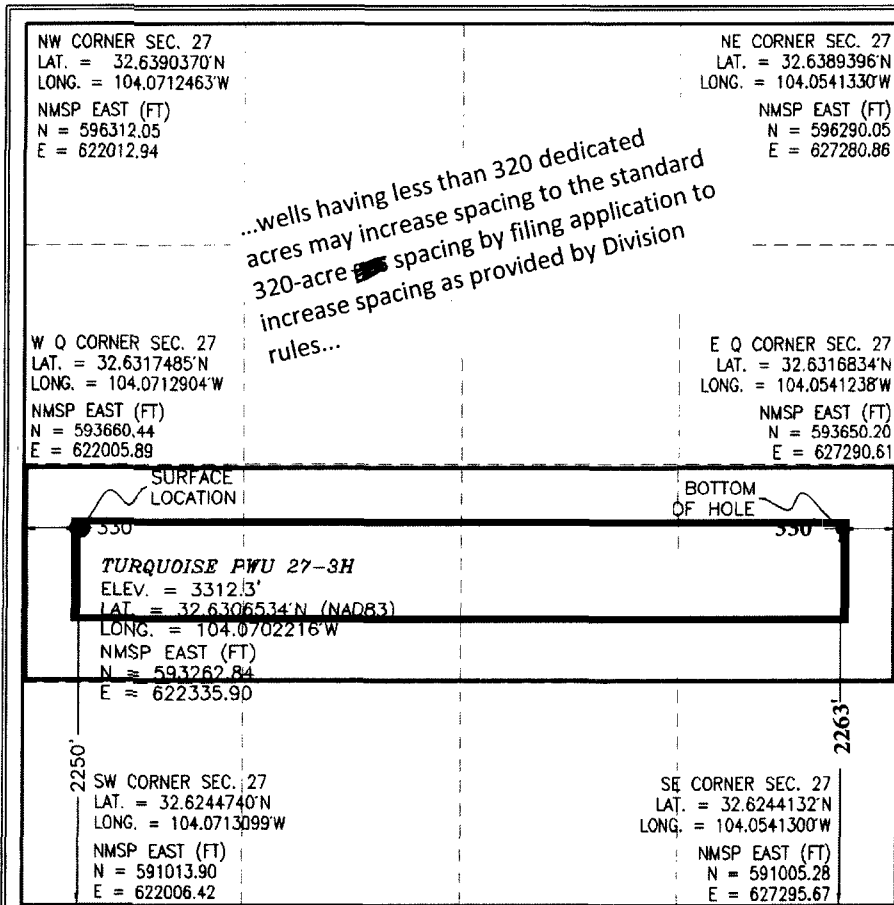 NW CORNER SEC. 27
LAT. = 32.6390370'N
LONG. = 104.0712463'W
NMSP EAST (FT)
N = 596312.05
E = 622012.94
NE CORNER SEC. 27
LAT. = 32.6389396'N
LONG. = 104.0541330'W
NMSP EAST (FT)
N = 596290.05
E = 627280.86
...wells having less than 320 dedicated
acres may increase spacing to the standard
320-acre spacing by filing application to
increase spacing as provided by Division
rules...
W Q CORNER SEC. 27
LAT. = 32.6317485'N
LONG. = 104.0712904'W
NMSP EAST (FT)
N = 593660.44
E = 622005.89
E Q CORNER SEC. 27
LAT. = 32.6316834'N
LONG. = 104.0541238'W
NMSP EAST (FT)
N = 593650.20
E = 627290.61
SURFACE
LOCATION
BOTTOM
OF HOLE
330'
330'
TURQUOISE PWU 27-3H
ELEV. = 3312.3'
LAT. = 32.6306534'N (NAD83)
LONG. = 104.0702216'W
NMSP EAST (FT)
N = 593262.84
E = 622335.90
2250'
2263'
SW CORNER SEC. 27
LAT. = 32.6244740'N
LONG. = 104.0713099'W
NMSP EAST (FT)
N = 591013.90
E = 622006.42
SE CORNER SEC. 27
LAT. = 32.6244132'N
LONG. = 104.0541300'W
NMSP EAST (FT)
N = 591005.28
E = 627295.67